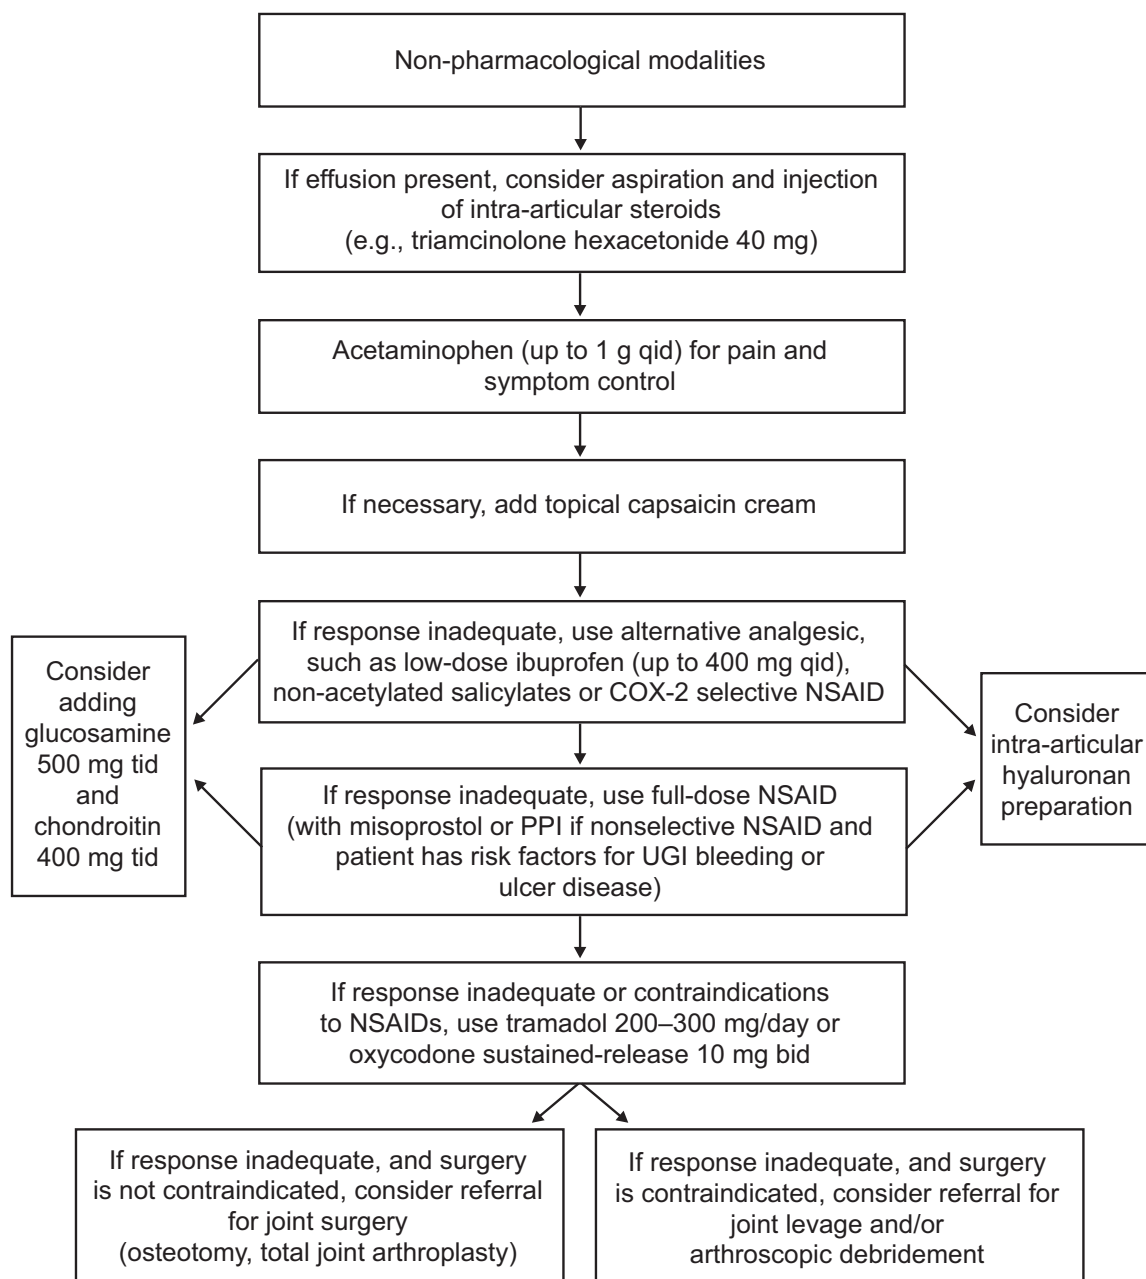 Non-pharmacological modalities
If effusion present, consider aspiration and injection
of intra-articular steroids
(e.g., triamcinolone hexacetonide 40 mg)
Acetaminophen (up to 1 g qid) for pain and
symptom control
If necessary, add topical capsaicin cream
If response inadequate, use alternative analgesic,
such as low-dose ibuprofen (up to 400 mg qid),
non-acetylated salicylates or COX-2 selective NSAID
Consider
adding
glucosamine
500 mg tid
and
chondroitin
400 mg tid
Consider
intra-articular
hyaluronan
preparation
If response inadequate, use full-dose NSAID
(with misoprostol or PPI if nonselective NSAID and
patient has risk factors for UGI bleeding or
ulcer disease)
If response inadequate or contraindications
to NSAIDs, use tramadol 200–300 mg/day or
oxycodone sustained-release 10 mg bid
If response inadequate, and surgery
is not contraindicated, consider referral
for joint surgery
(osteotomy, total joint arthroplasty)
If response inadequate, and surgery
is contraindicated, consider referral for
joint levage and/or
arthroscopic debridement